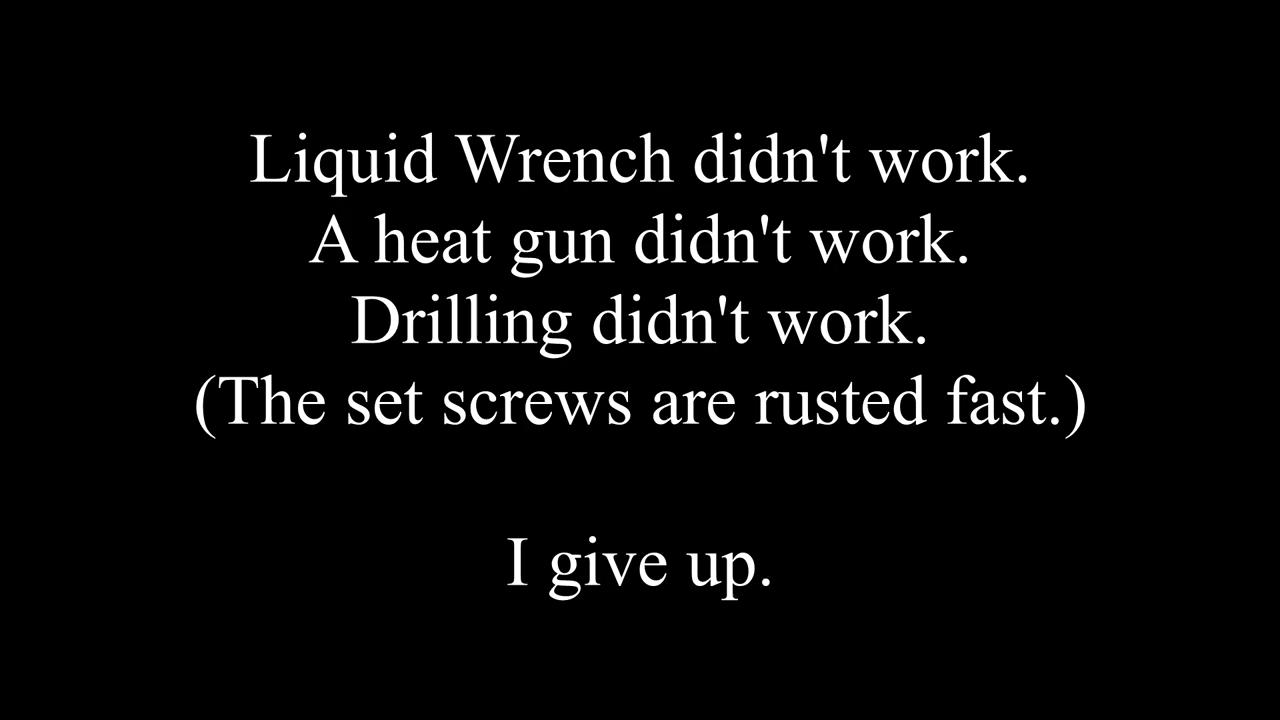 Liquid Wrench didn't work.
A heat gun didn't work.
Drilling didn't work.
(The set screws are rusted fast.)
I give up.